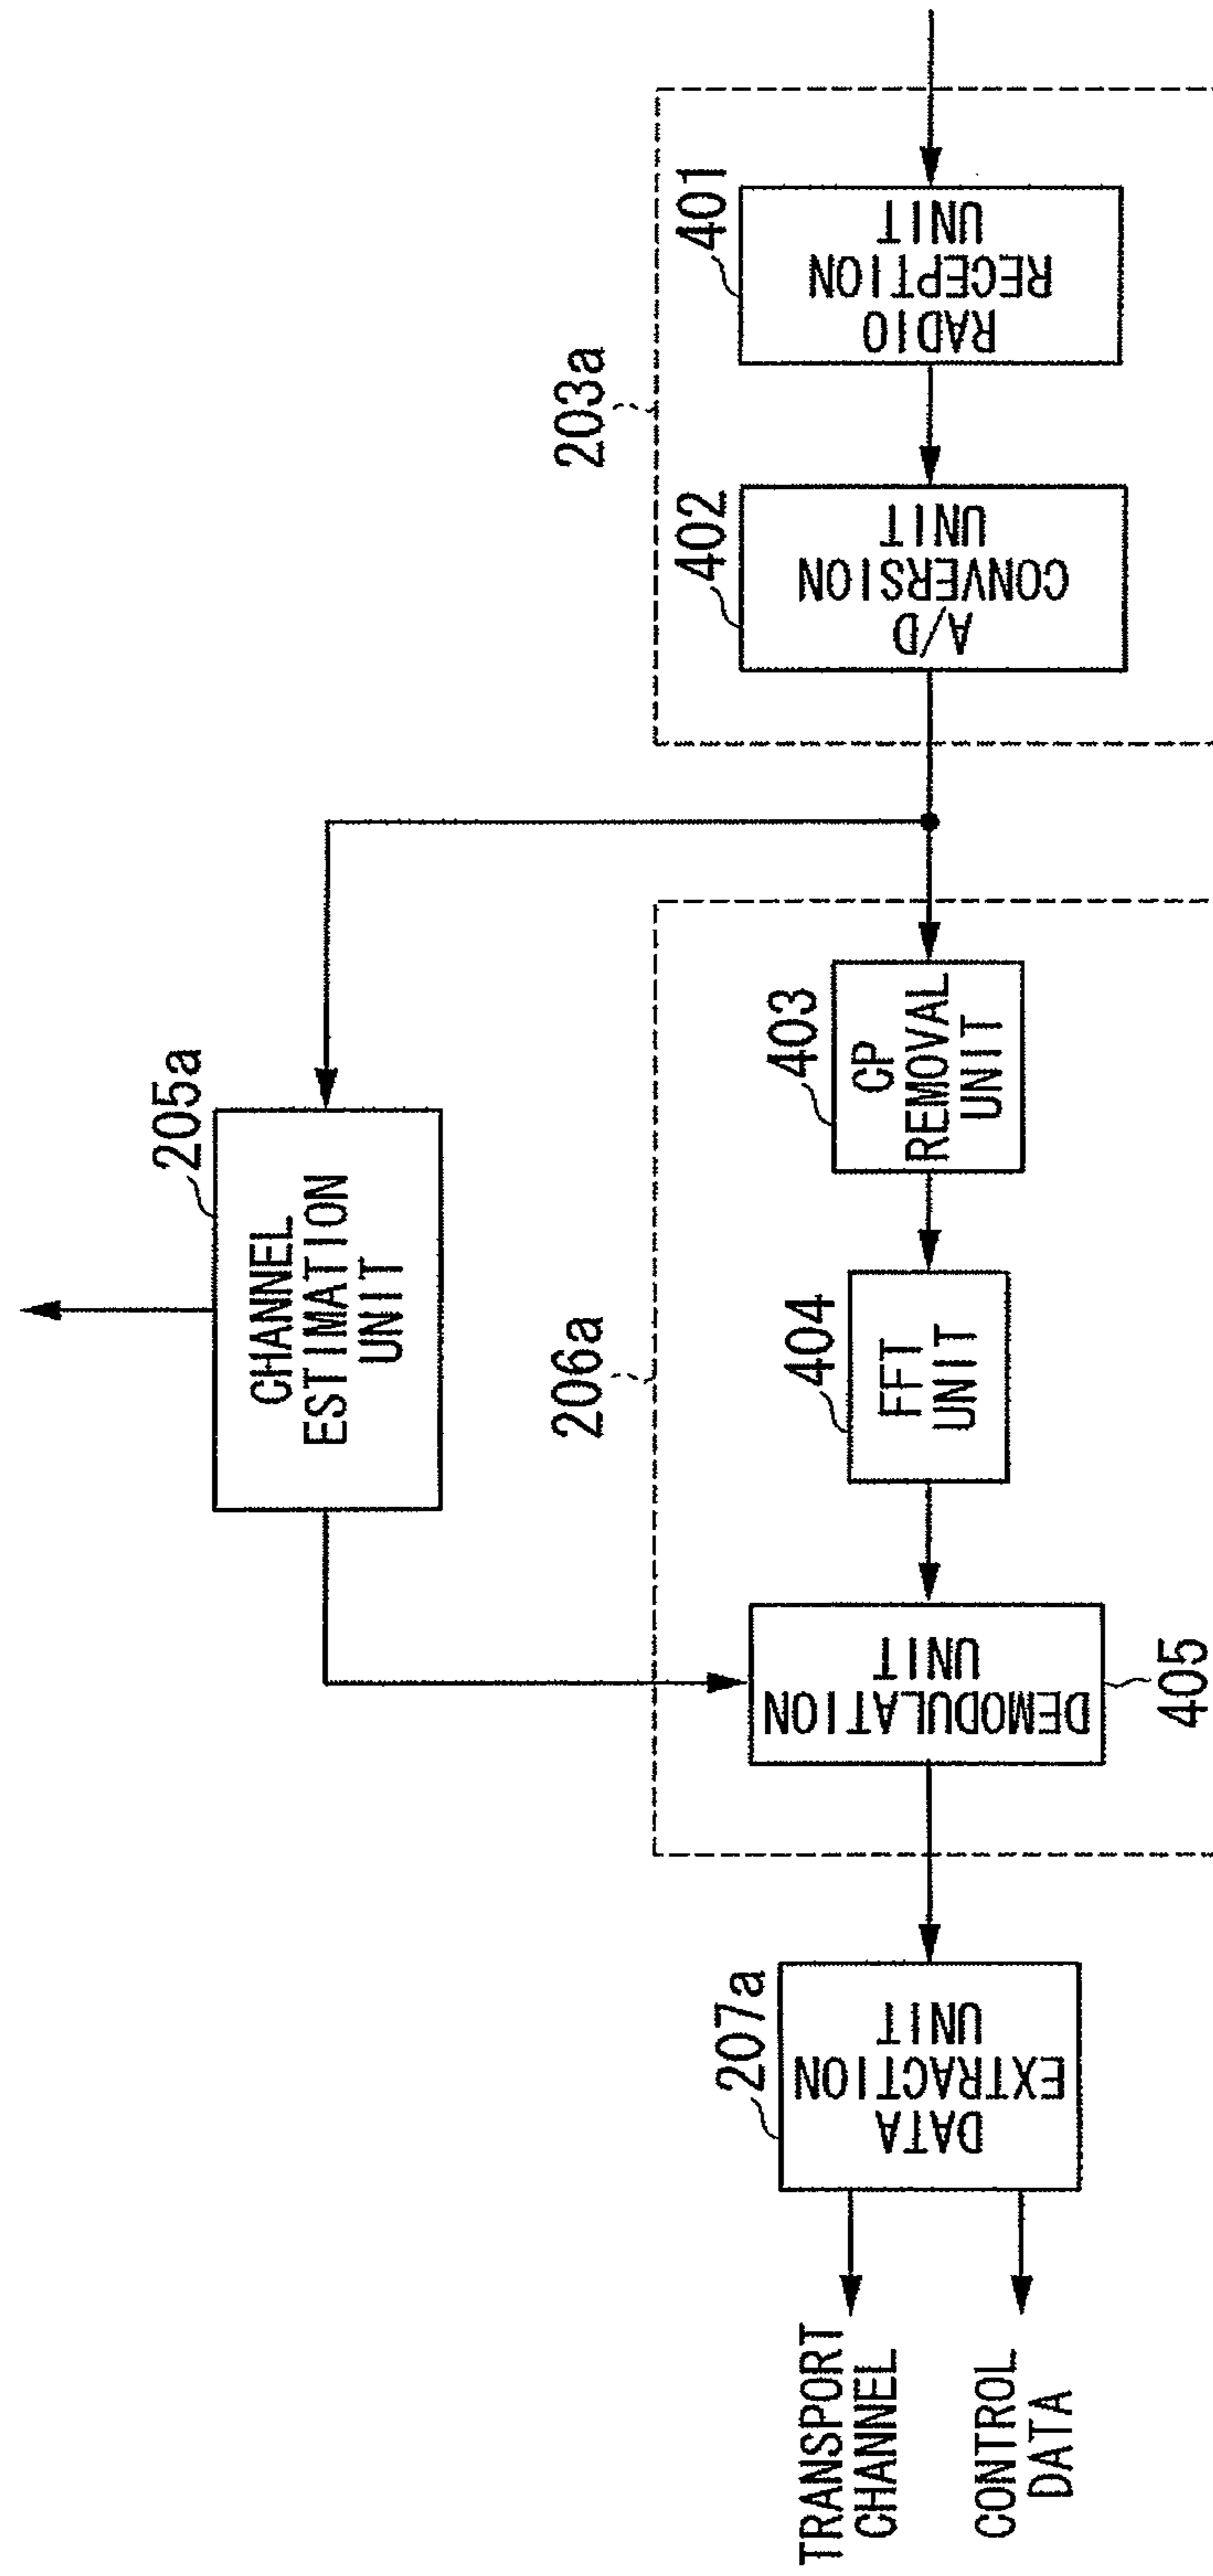 203a
401
RADIO
RECEPTION
UNIT
402
A/D
CONVERSION
UNIT
205a
CHANNEL
ESTIMATION
UNIT
206a
403
CP
REMOVAL
UNIT
404
FFT
UNIT
DEMODULATION
UNIT
405
207a
DATA
EXTRACTION
UNIT
TRANSPORT
CHANNEL
CONTROL
DATA